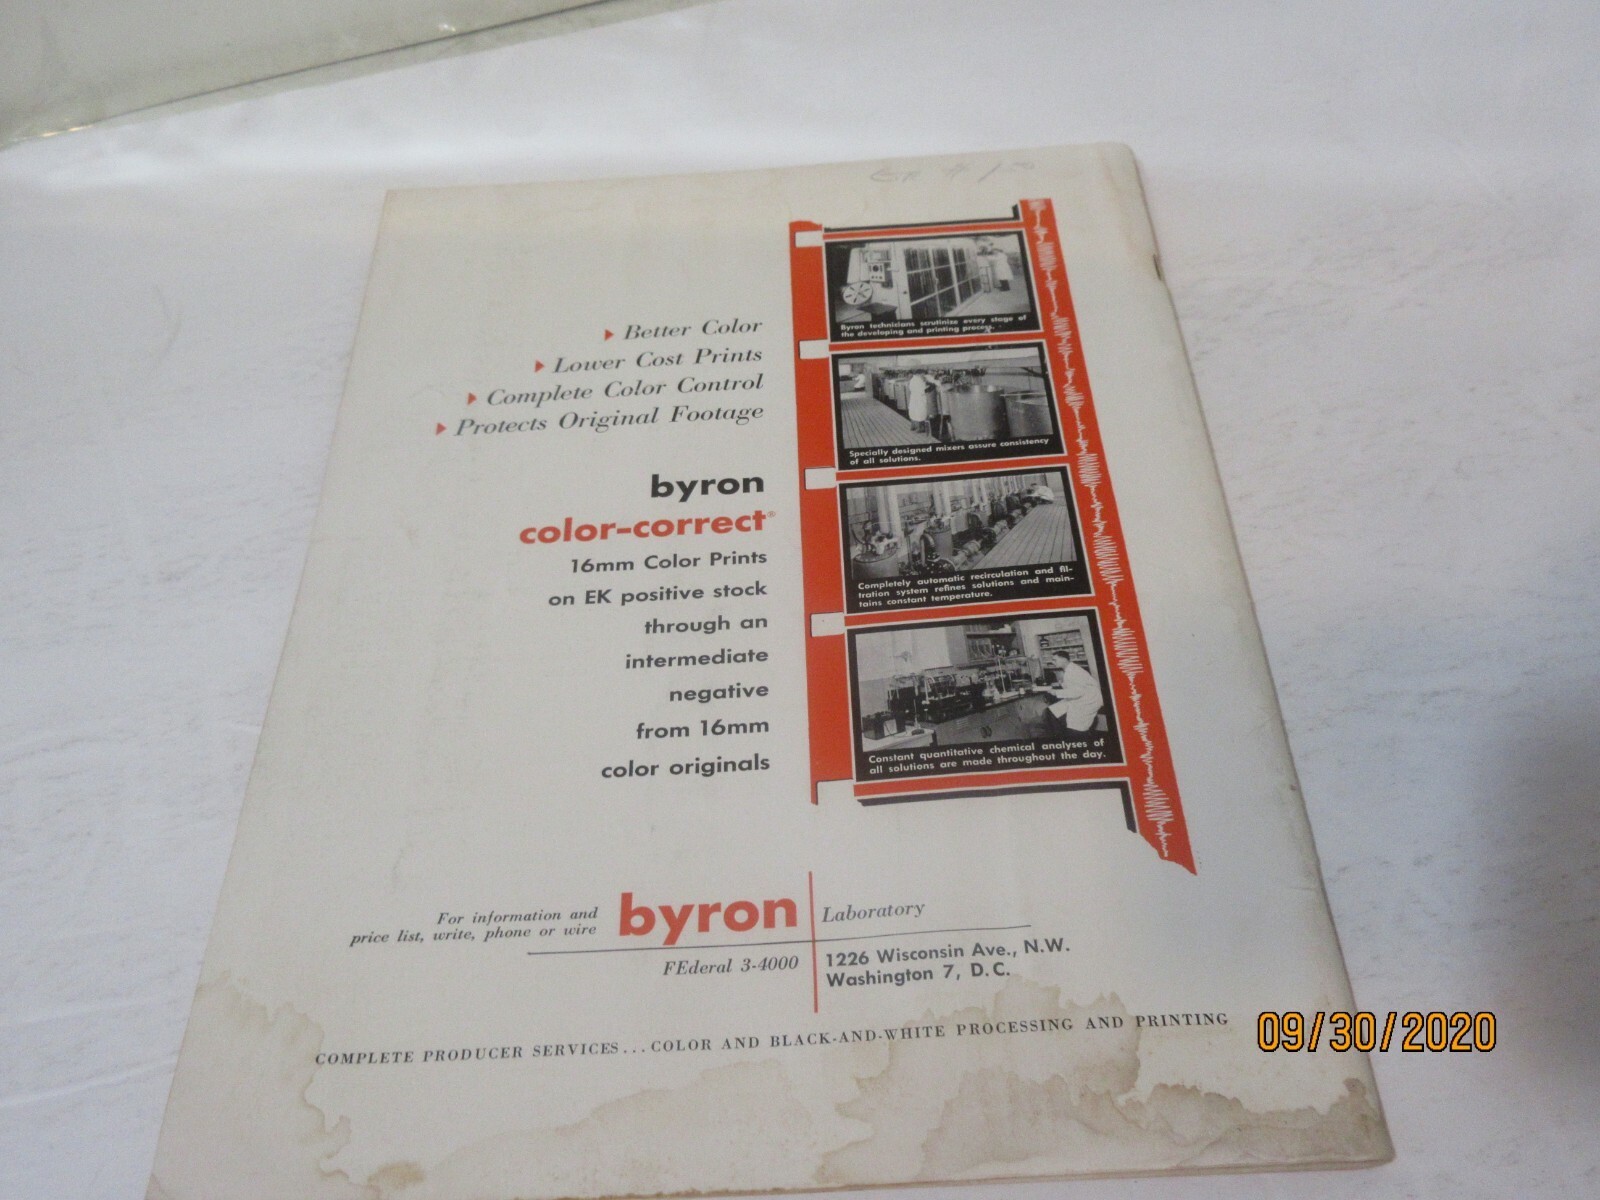 Better Color
Lower Cost Prints
Complete Color Control
Protects Original Footage
byron
color-correct®
16mm Color Prints
on EK positive stock
through an
intermediate
negative
from 16mm
color originals
Byron technicians scrutinize every stage of
the developing and printing process.
Specially designed mixers assure consistency
of all solutions.
Completely automatic recirculation and fil-
tration system refines solutions and main-
tains constant temperature.
Constant quantitative chemical analyses of
all solutions are made throughout the day.
For information and
price list, write, phone or wire
byron
Laboratory
FEderal 3-4000
1226 Wisconsin Ave., N.W.
Washington 7, D.C.
COMPLETE PRODUCER SERVICES...COLOR AND BLACK-AND-WHITE PROCESSING AND PRINTING
09/30/2020